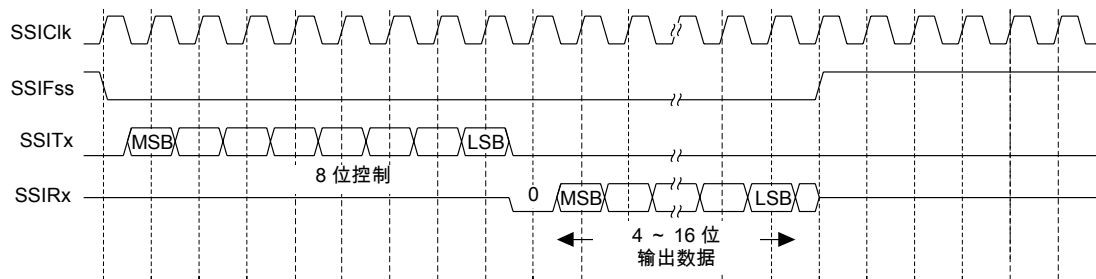 SSIClk
SSIFss
SSITx
MSB
LSB
8 位控制
SSIRx
0
MSB
LSB
4 ~ 16 位
输出数据